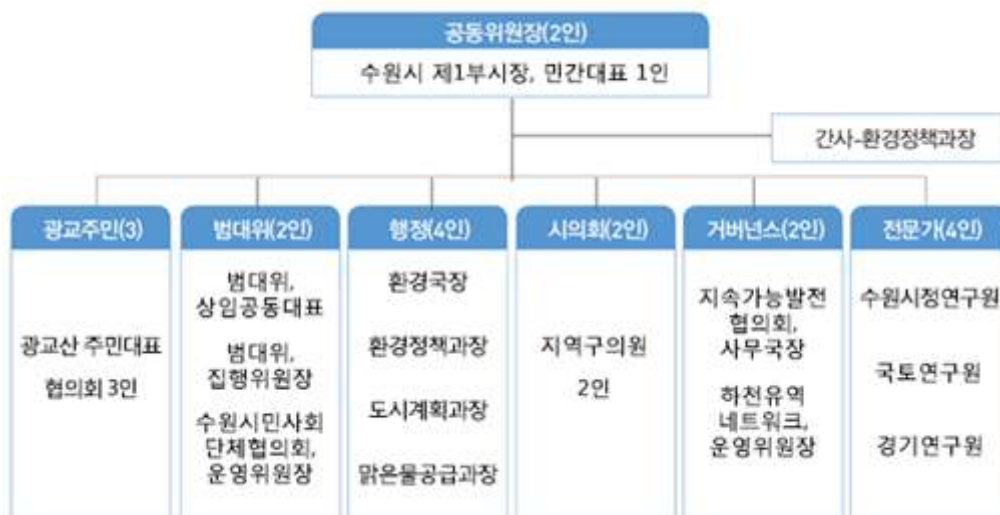 공동위원장(2인)
수원시 제1부시장, 민간대표 1인
간사-환경정책과장
광교주민(3)
광교산 주민대표
협의회 3인
범대위(2인)
범대위,
상임공동대표
범대위,
집행위원장
수원시민사회
단체협의회,
운영위원장
행정(4인)
환경국장
환경정책과장
도시계획과장
맑은물공급과장
시의회(2인)
지역구의원
2인
거버넌스(2인)
지속가능발전
협의회,
사무국장
하천유역
네트워크,
운영위원장
전문가(4인)
수원시정연구원
국토연구원
경기연구원